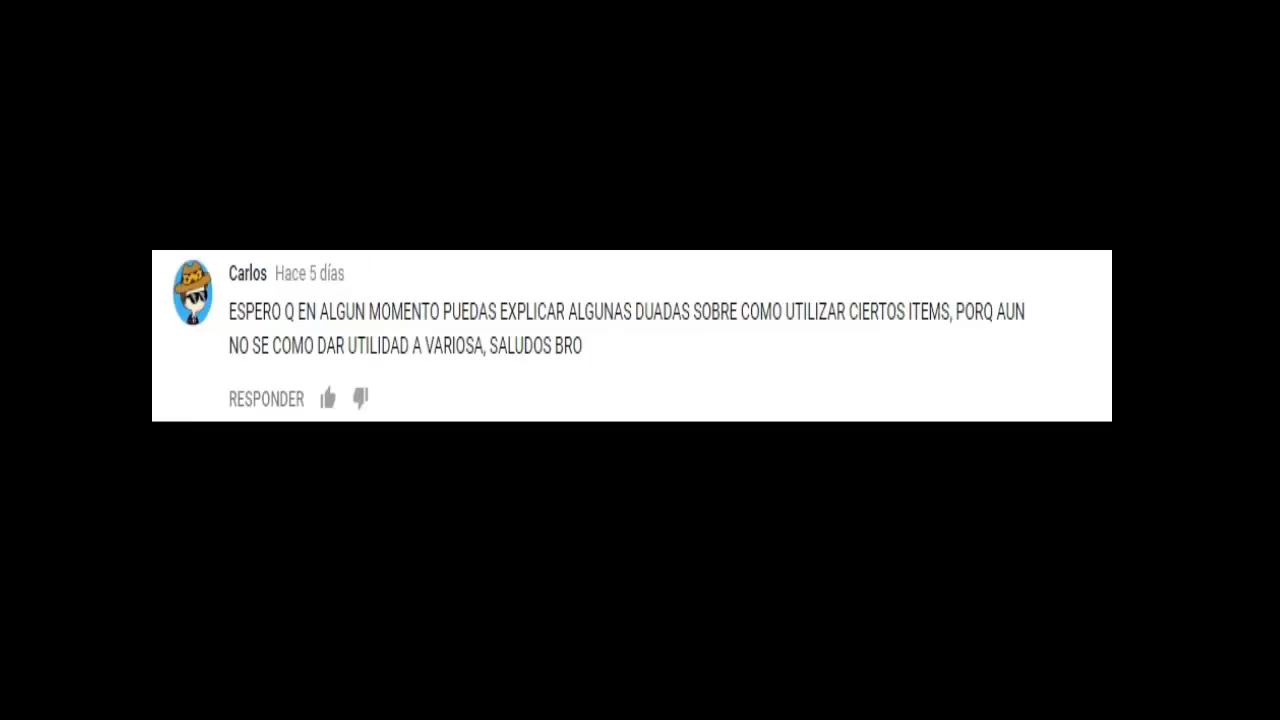 Carlos Hace 5 días
ESPERO Q EN ALGUN MOMENTO PUEDAS EXPLICAR ALGUNAS DUADAS SOBRE COMO UTILIZAR CIERTOS ITEMS, PORQ AUN
NO SE COMO DAR UTILIDAD A VARIOSA, SALUDOS BRO
RESPONDER